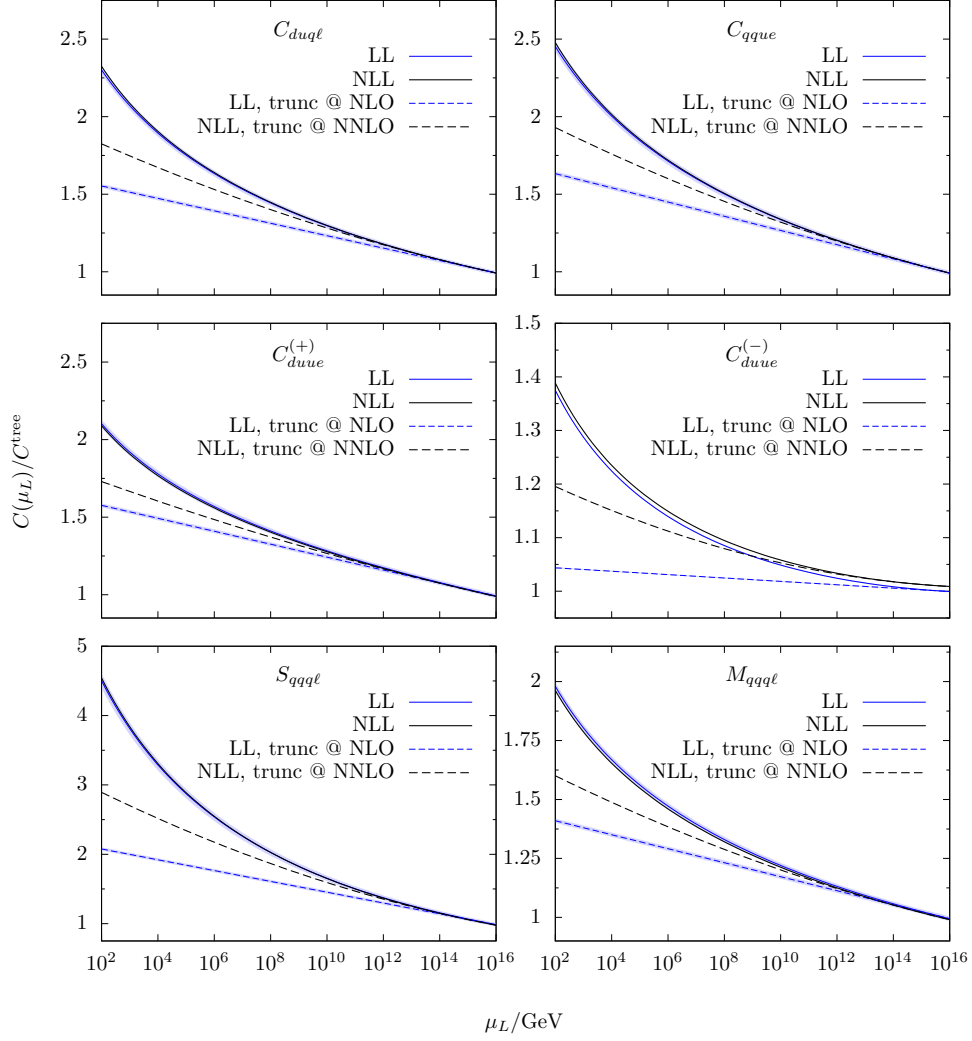 C_{duqℓ}
LL
NLL
LL, trunc @ NLO
NLL, trunc @ NNLO
2.5
2
1.5
1
C_{qque}
LL
NLL
LL, trunc @ NLO
NLL, trunc @ NNLO
2.5
2
1.5
1
C_{duue}^{(+)}
LL
NLL
LL, trunc @ NLO
NLL, trunc @ NNLO
2.5
2
1.5
1
C_{duue}^{(-)}
LL
NLL
LL, trunc @ NLO
NLL, trunc @ NNLO
1.5
1.4
1.3
1.2
1.1
1
C(μ_L)/C^{tree}
S_{qqqℓ}
LL
NLL
LL, trunc @ NLO
NLL, trunc @ NNLO
5
4
3
2
1
10^2 10^4 10^6 10^8 10^{10} 10^{12} 10^{14} 10^{16}
M_{qqqℓ}
LL
NLL
LL, trunc @ NLO
NLL, trunc @ NNLO
2
1.75
1.5
1.25
1
10^2 10^4 10^6 10^8 10^{10} 10^{12} 10^{14} 10^{16}
μ_L/GeV